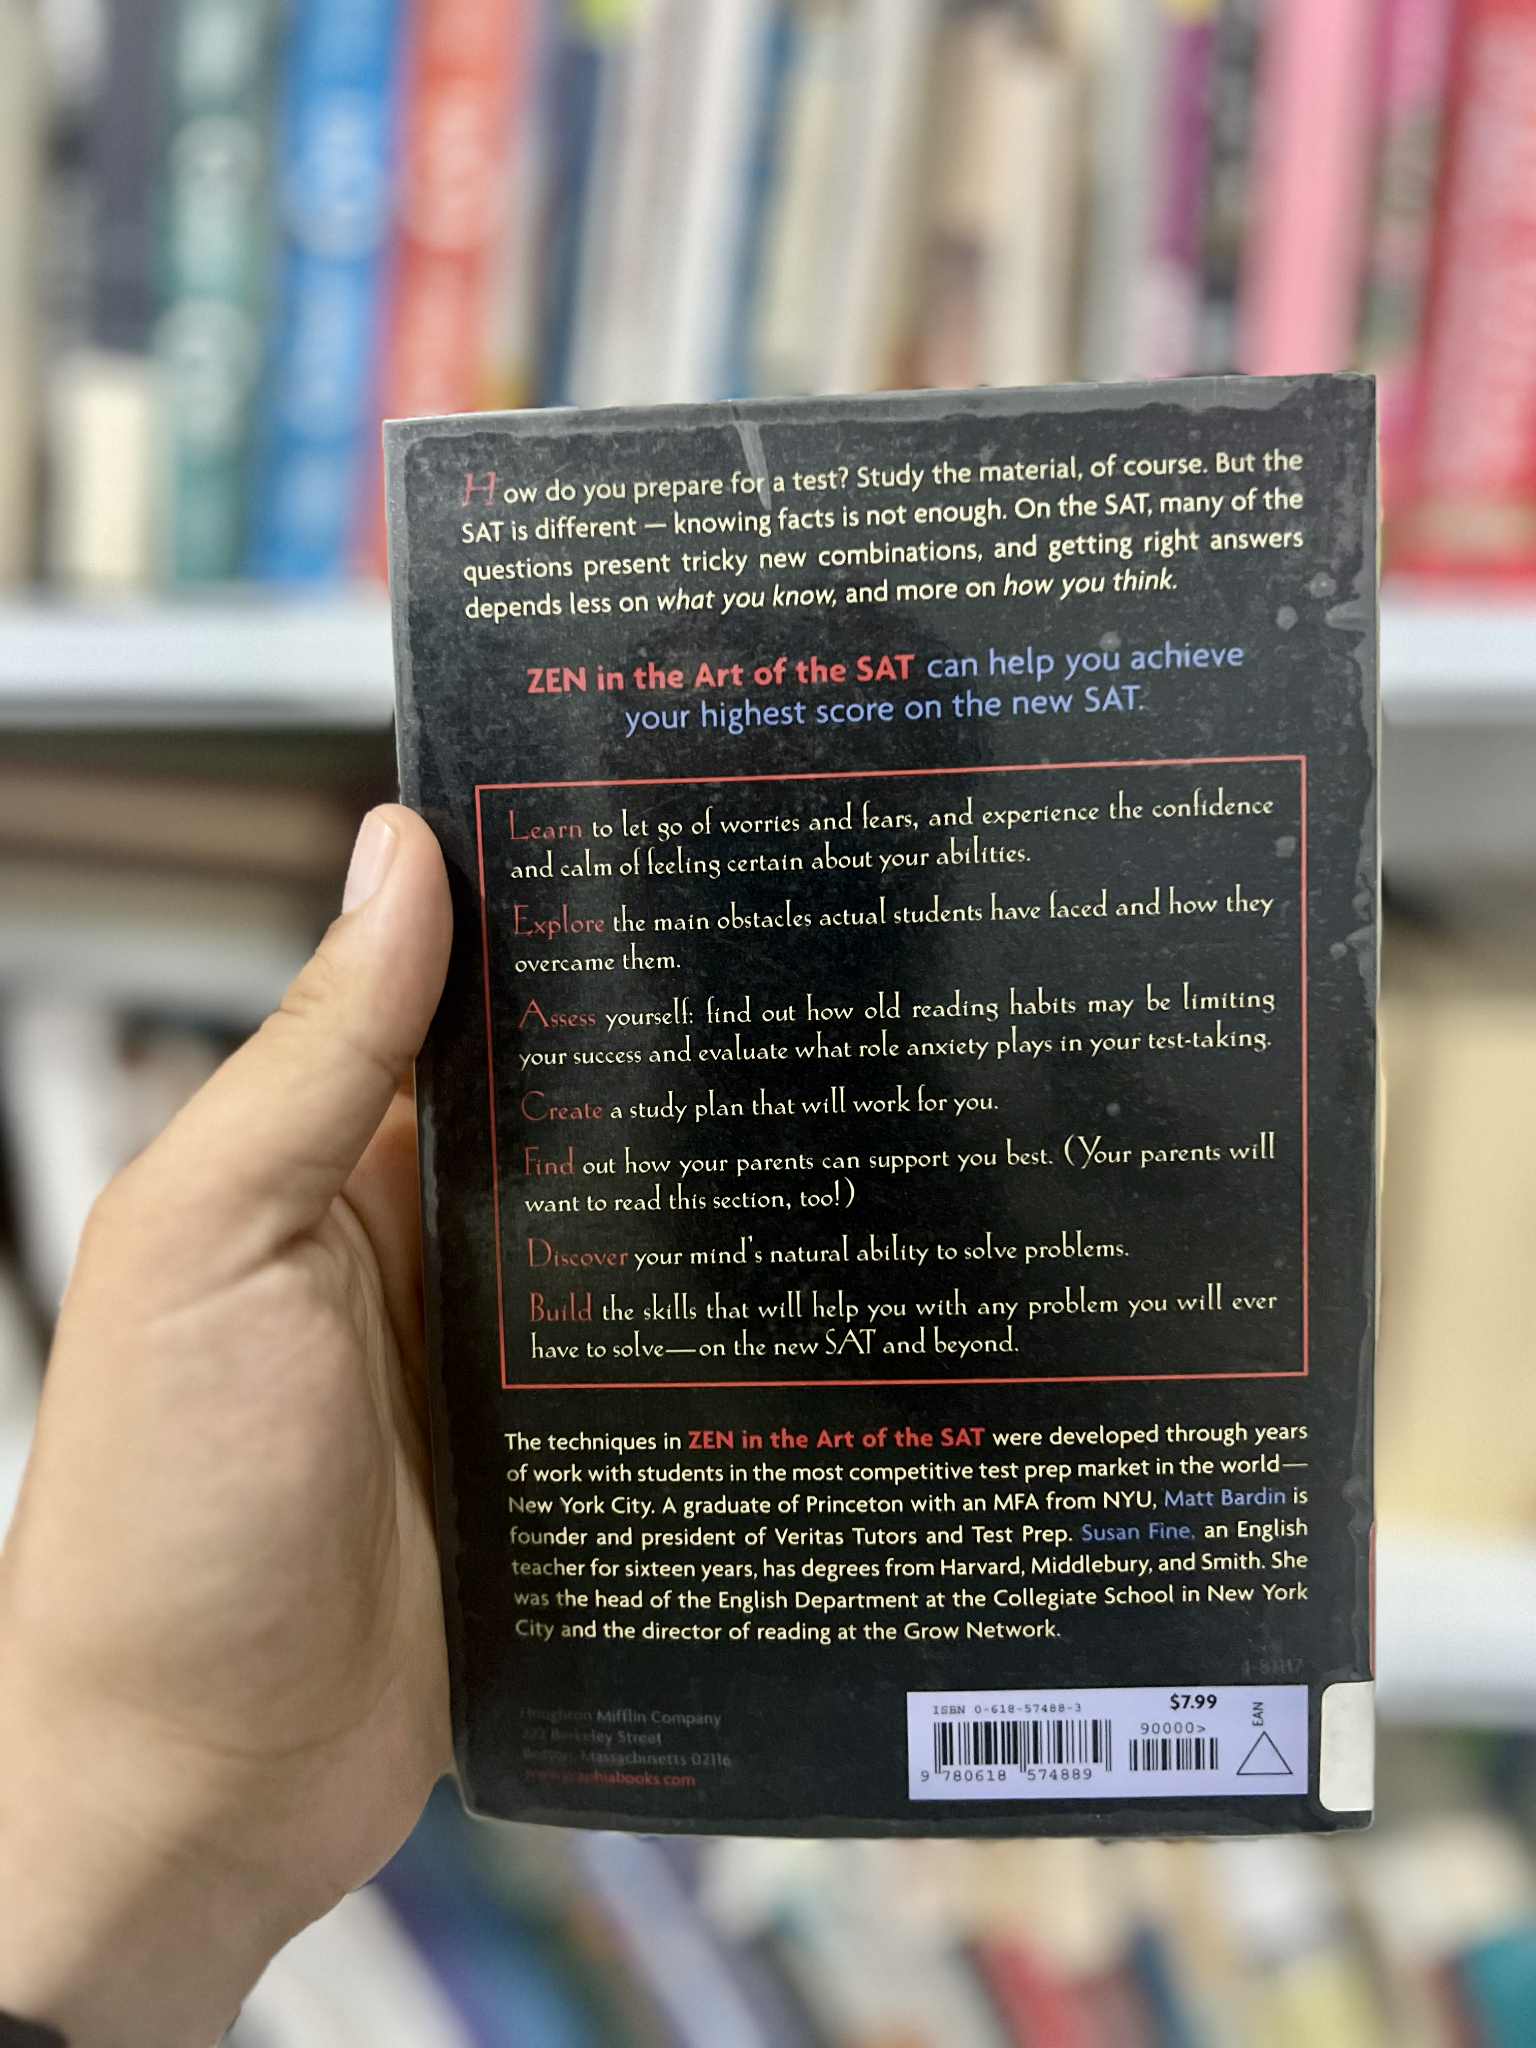 How do you prepare for a test? Study the material, of course. But the
SAT is different — knowing facts is not enough. On the SAT, many of the
questions present tricky new combinations, and getting right answers
depends less on what you know, and more on how you think.
ZEN in the Art of the SAT can help you achieve
your highest score on the new SAT.
Learn to let go of worries and fears, and experience the confidence
and calm of feeling certain about your abilities.
Explore the main obstacles actual students have faced and how they
overcame them.
Assess yourself: find out how old reading habits may be limiting
your success and evaluate what role anxiety plays in your test-taking.
Create a study plan that will work for you.
Find out how your parents can support you best. (Your parents will
want to read this section, too!)
Discover your mind's natural ability to solve problems.
Build the skills that will help you with any problem you will ever
have to solve—on the new SAT and beyond.
The techniques in ZEN in the Art of the SAT were developed through years
of work with students in the most competitive test prep market in the world—
New York City. A graduate of Princeton with an MFA from NYU, Matt Bardin is
founder and president of Veritas Tutors and Test Prep. Susan Fine, an English
teacher for sixteen years, has degrees from Harvard, Middlebury, and Smith. She
was the head of the English Department at the Collegiate School in New York
City and the director of reading at the Grow Network.
Houghton Mifflin Company
222 Berkeley Street
Boston, Massachusetts 02116
www.graphiabooks.com
ISBN 0-618-57488-3
$7.99
90000>
EAN
9 780618 574889